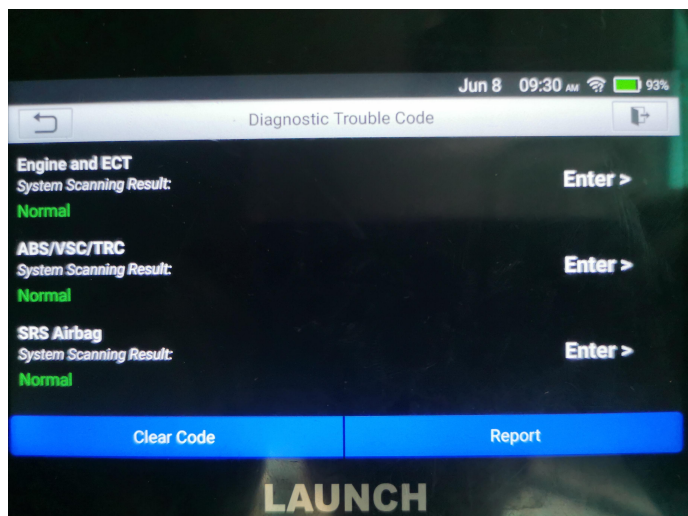 Jun 8 09:30 AM 93%
Diagnostic Trouble Code
Engine and ECT
System Scanning Result:
Enter >
Normal
ABS/VSC/TRC
System Scanning Result:
Enter >
Normal
SRS Airbag
System Scanning Result:
Enter >
Normal
Clear Code Report
LAUNCH